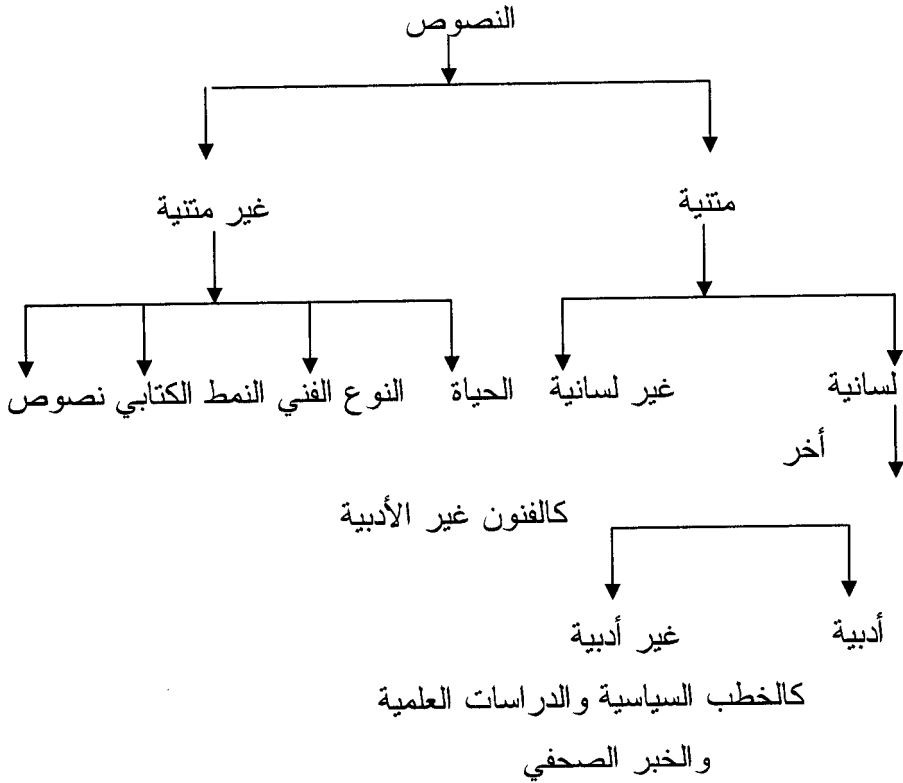 النصوص
متنية غير متنية
لسانية غير لسانية الحياة النوع الفني النمط الكتابي نصوص
أخر
كالفنون غير الأدبية
أدبية غير أدبية
كالخطب السياسية والدراسات العلمية
والخبر الصحفي